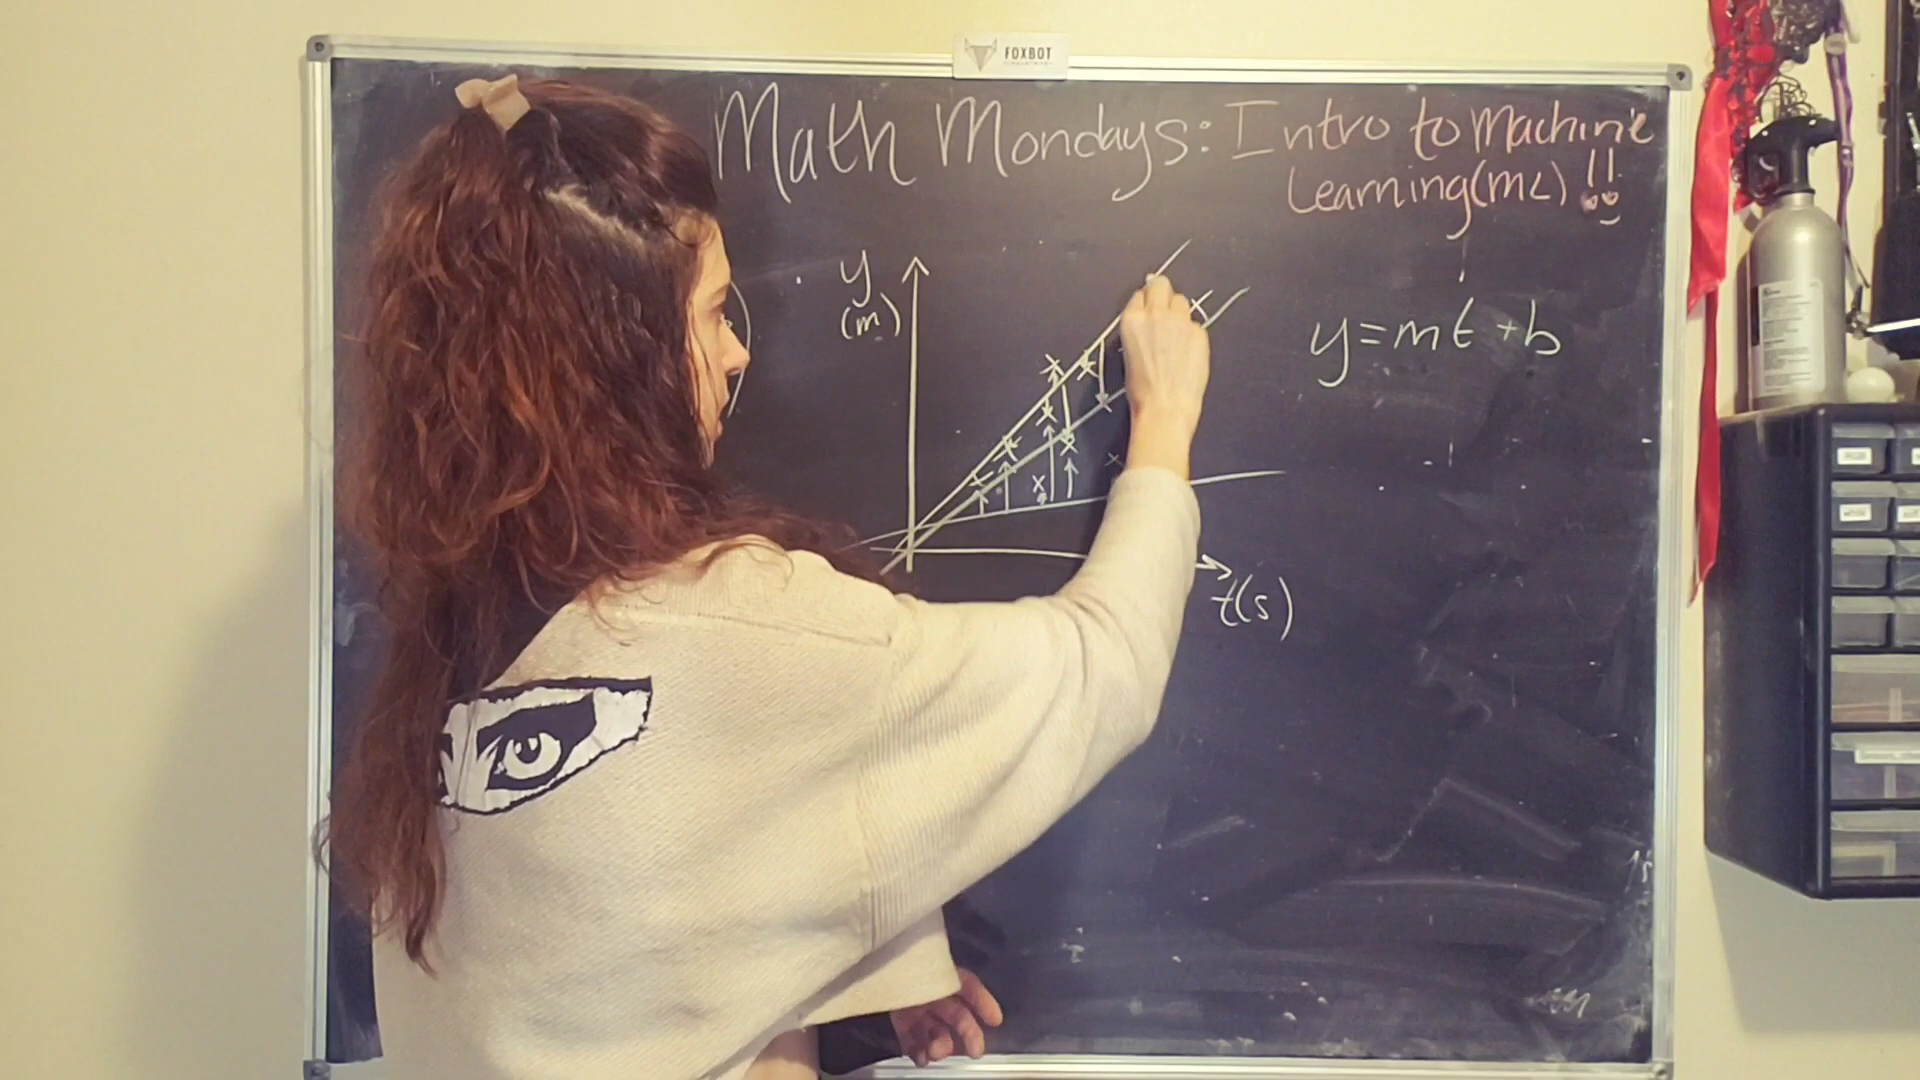 FOXBOT
Math Mondays: Intro to Machine
Learning(ML)!!
y
(m)
y=mt+b
t(s)